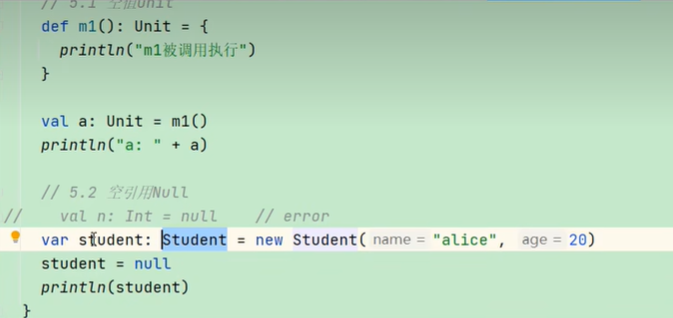 // 5.1 空值Unit
def m1(): Unit = {
println("m1被调用执行")
}
val a: Unit = m1()
println("a: " + a)
// 5.2 空引用Null
// val n: Int = null // error
var student: Student = new Student( name = "alice", age = 20)
student = null
println(student)
}